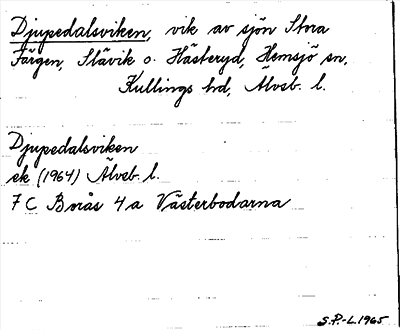 Djupedalsviken, vik av sjön Stora
Färgen, Slävik o. Hästeryd, Hemsjö sn,
Kullings hd, Älvsb. l.
Djupedalsviken
ek (1964) Älvsb. l.
7 C Borås 4 a Västerbodarna
S.P.-L. 1965